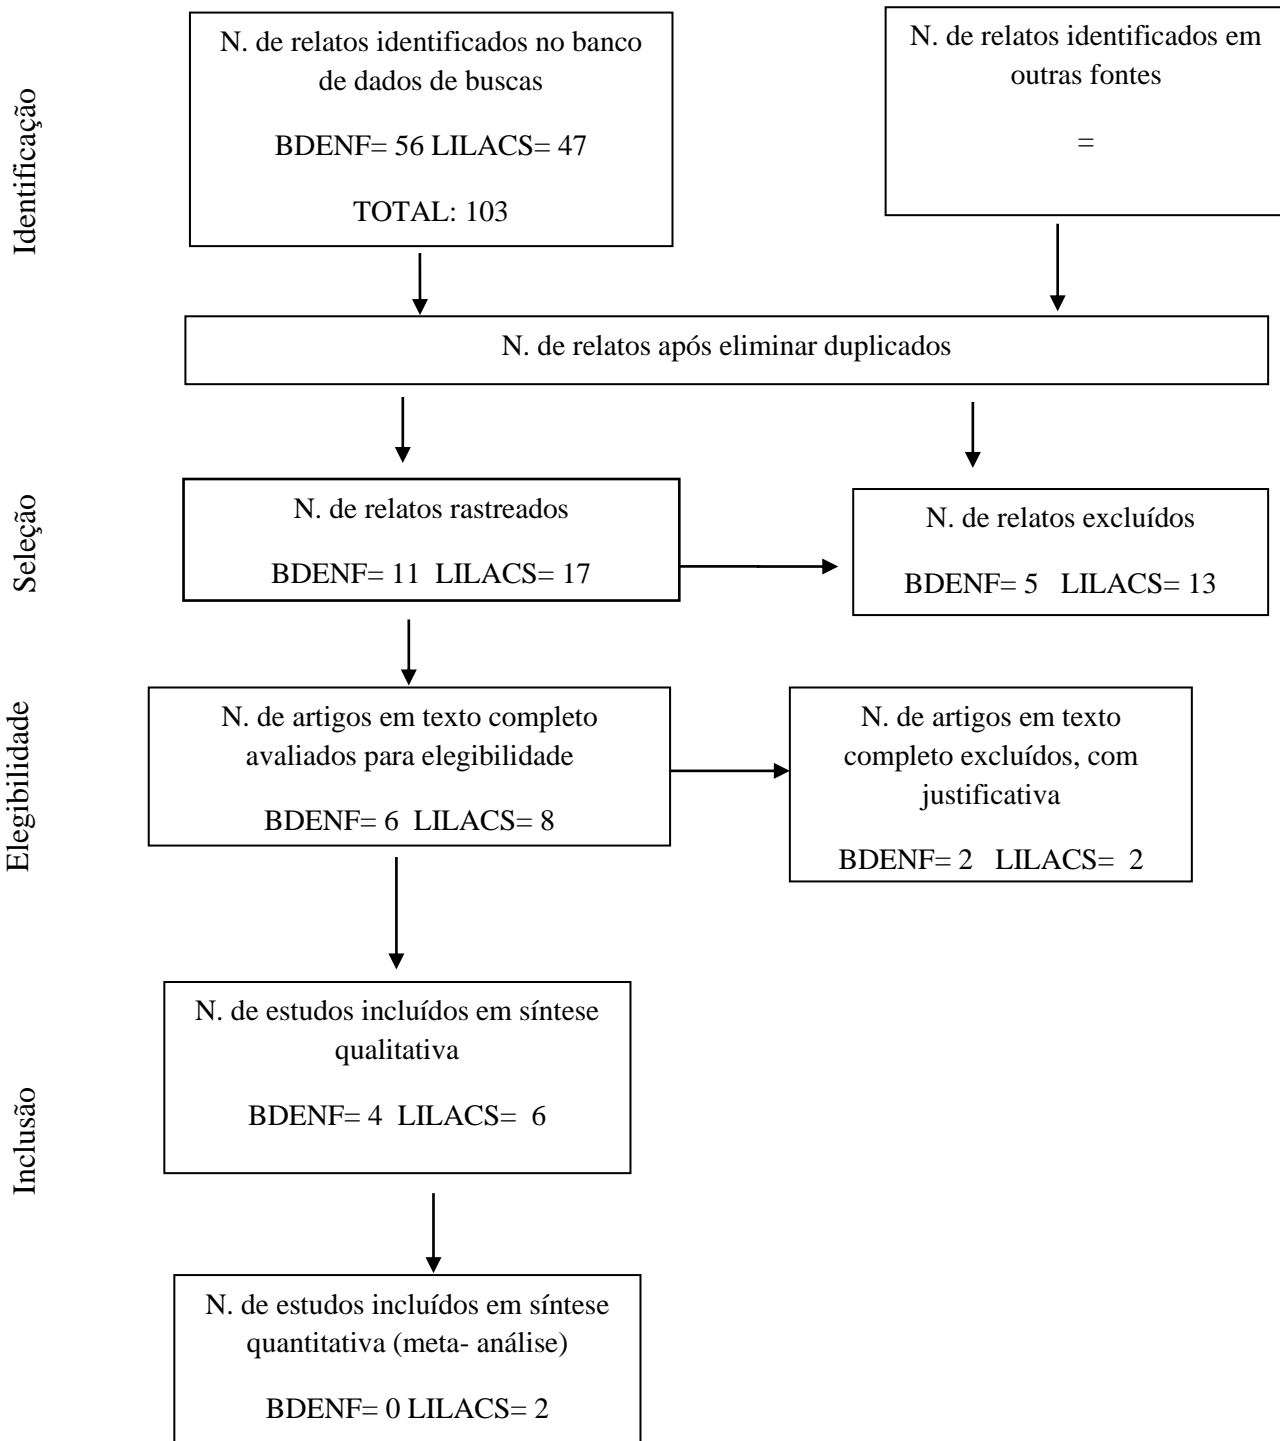 Identificação
N. de relatos identificados no banco
de dados de buscas
BDENF= 56 LILACS= 47
TOTAL: 103
N. de relatos identificados em
outras fontes
=
N. de relatos após eliminar duplicados
Seleção
N. de relatos rastreados
BDENF= 11 LILACS= 17
N. de relatos excluídos
BDENF= 5 LILACS= 13
Elegibilidade
N. de artigos em texto completo
avaliados para elegibilidade
BDENF= 6 LILACS= 8
N. de artigos em texto
completo excluídos, com
justificativa
BDENF= 2 LILACS= 2
Inclusão
N. de estudos incluídos em síntese
qualitativa
BDENF= 4 LILACS= 6
N. de estudos incluídos em síntese
quantitativa (meta- análise)
BDENF= 0 LILACS= 2